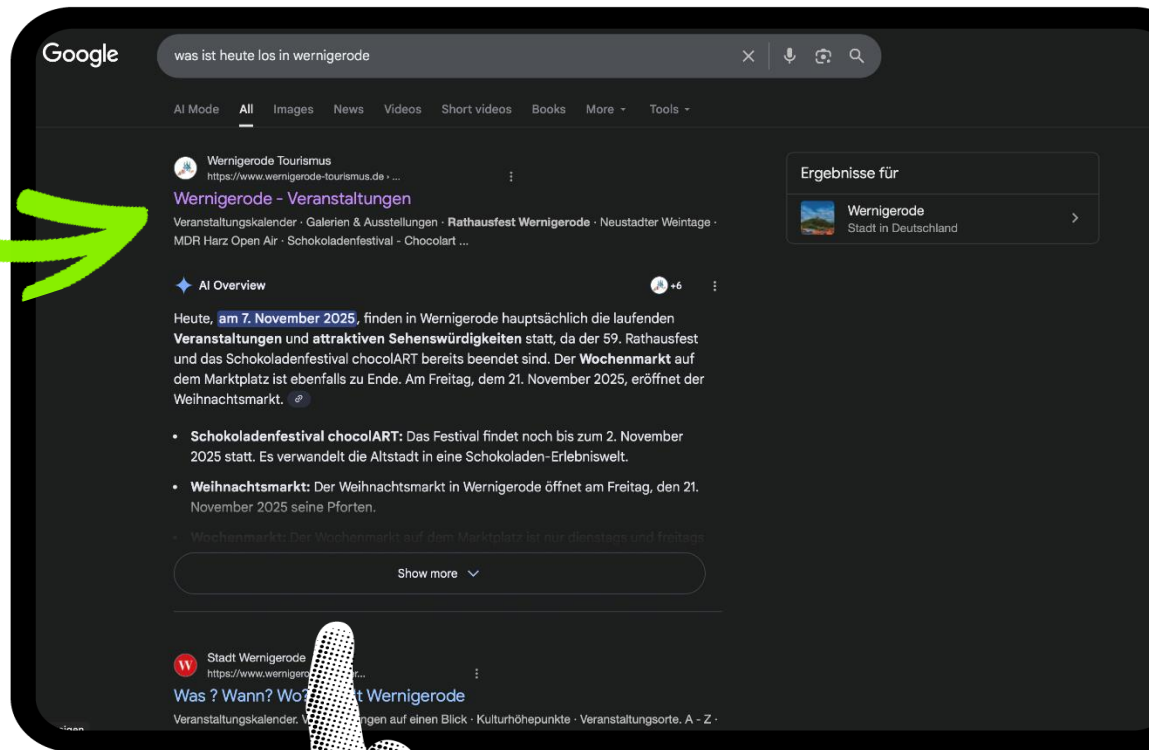 Google
was ist heute los in wernigerode
AI Mode All Images News Videos Short videos Books More Tools
Wernigerode Tourismus
https://www.wernigerode-tourismus.de › ...
Wernigerode - Veranstaltungen
Veranstaltungskalender · Galerien & Ausstellungen · Rathausfest Wernigerode · Neustadter Weintage ·
MDR Harz Open Air · Schokoladenfestival - Chocolart ...
Ergebnisse für
Wernigerode
Stadt in Deutschland
AI Overview
+6
Heute, am 7. November 2025, finden in Wernigerode hauptsächlich die laufenden
Veranstaltungen und attraktiven Sehenswürdigkeiten statt, da der 59. Rathausfest
und das Schokoladenfestival chocolART bereits beendet sind. Der Wochenmarkt auf
dem Marktplatz ist ebenfalls zu Ende. Am Freitag, dem 21. November 2025, eröffnet der
Weihnachtsmarkt.
• Schokoladenfestival chocolART: Das Festival findet noch bis zum 2. November
2025 statt. Es verwandelt die Altstadt in eine Schokoladen-Erlebniswelt.
• Weihnachtsmarkt: Der Weihnachtsmarkt in Wernigerode öffnet am Freitag, den 21.
November 2025 seine Pforten.
• Wochenmarkt: Der Wochenmarkt auf dem Marktplatz ist nur dienstags und freitags
Show more
W
Stadt Wernigerode
Was ? Wann? Wo? Wernigerode
Veranstaltungskalender. auf einen Blick · Kulturhöhepunkte · Veranstaltungsorte. A - Z ·